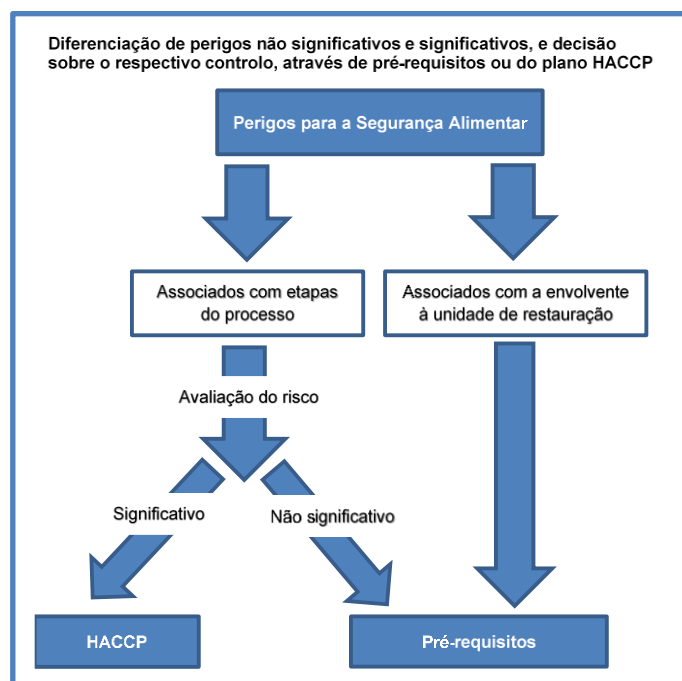 Diferenciação de perigos não significativos e significativos, e decisão
sobre o respectivo controlo, através de pré-requisitos ou do plano HACCP
Perigos para a Segurança Alimentar
Associados com etapas
do processo
Associados com a envolvente
à unidade de restauração
Avaliação do risco
Significativo
Não significativo
HACCP
Pré-requisitos